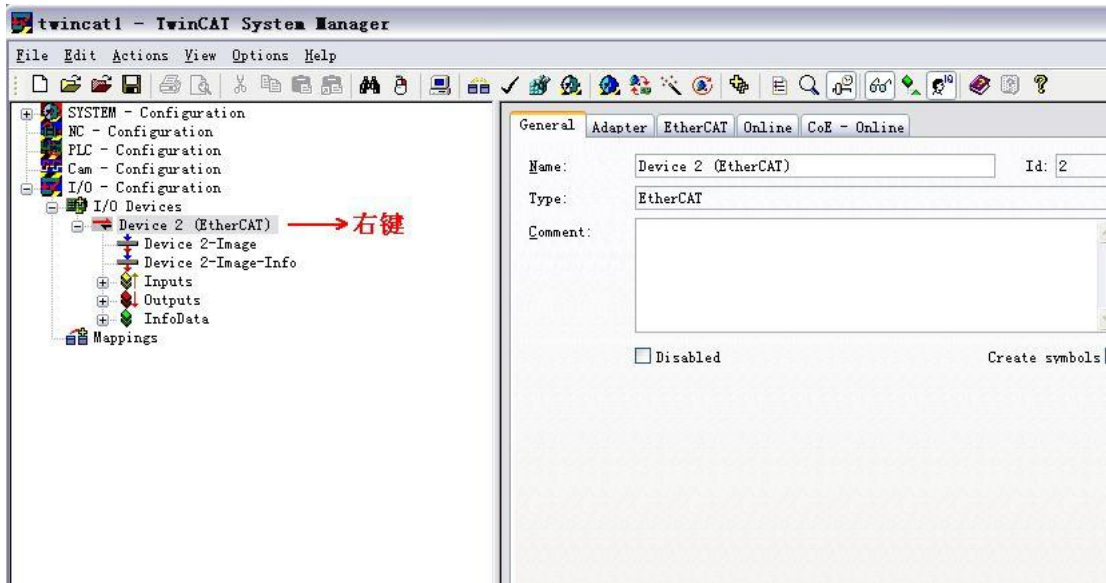 twincat1 - TwinCAT System Manager
File Edit Actions View Options Help
SYSTEM - Configuration
NC - Configuration
PLC - Configuration
Cam - Configuration
I/O - Configuration
I/O Devices
Device 2 (EtherCAT) 右键
Device 2-Image
Device 2-Image-Info
Inputs
Outputs
InfoData
Mappings
General Adapter EtherCAT Online CoE - Online
Name: Device 2 (EtherCAT) Id: 2
Type: EtherCAT
Comment:
Disabled Create symbols